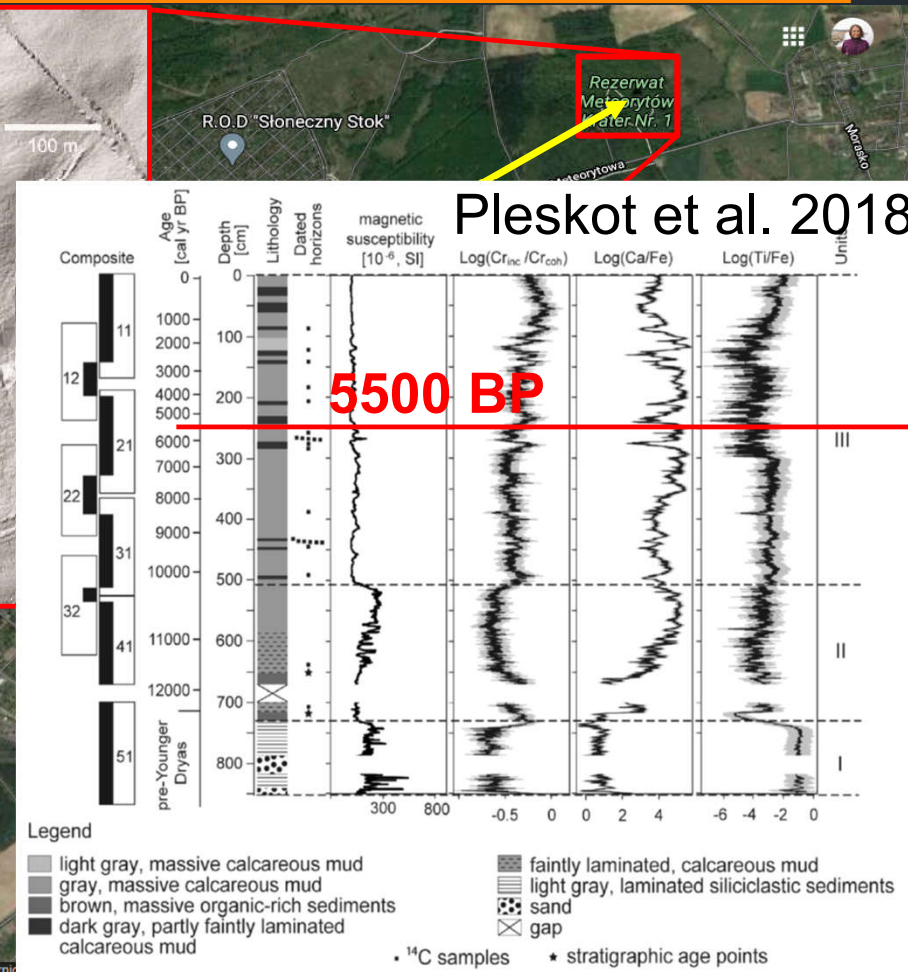 100 m
R.O.D "Słoneczny Stok"
Rezerwat
Meteorytów
Krater Nr. 1
Morasko
Meteorytowa
Pleskot et al. 2018
Composite
Age
[cal yr BP]
Depth
[cm]
Lithology
Dated
horizons
magnetic
susceptibility
[10⁻⁶, SI]
Log(Cr_inc/Cr_coh)
Log(Ca/Fe)
Log(Ti/Fe)
Units
11
12
21
22
31
32
41
51
0
1000
2000
3000
4000
5000
6000
7000
8000
9000
10000
11000
12000
pre-Younger
Dryas
0
100
200
300
400
500
600
700
800
5500 BP
III
II
I
300 800
-0.5 0
0 2 4
-6 -4 -2 0
Legend
light gray, massive calcareous mud
gray, massive calcareous mud
brown, massive organic-rich sediments
dark gray, partly faintly laminated
calcareous mud
faintly laminated, calcareous mud
light gray, laminated siliciclastic sediments
sand
gap
¹⁴C samples
stratigraphic age points